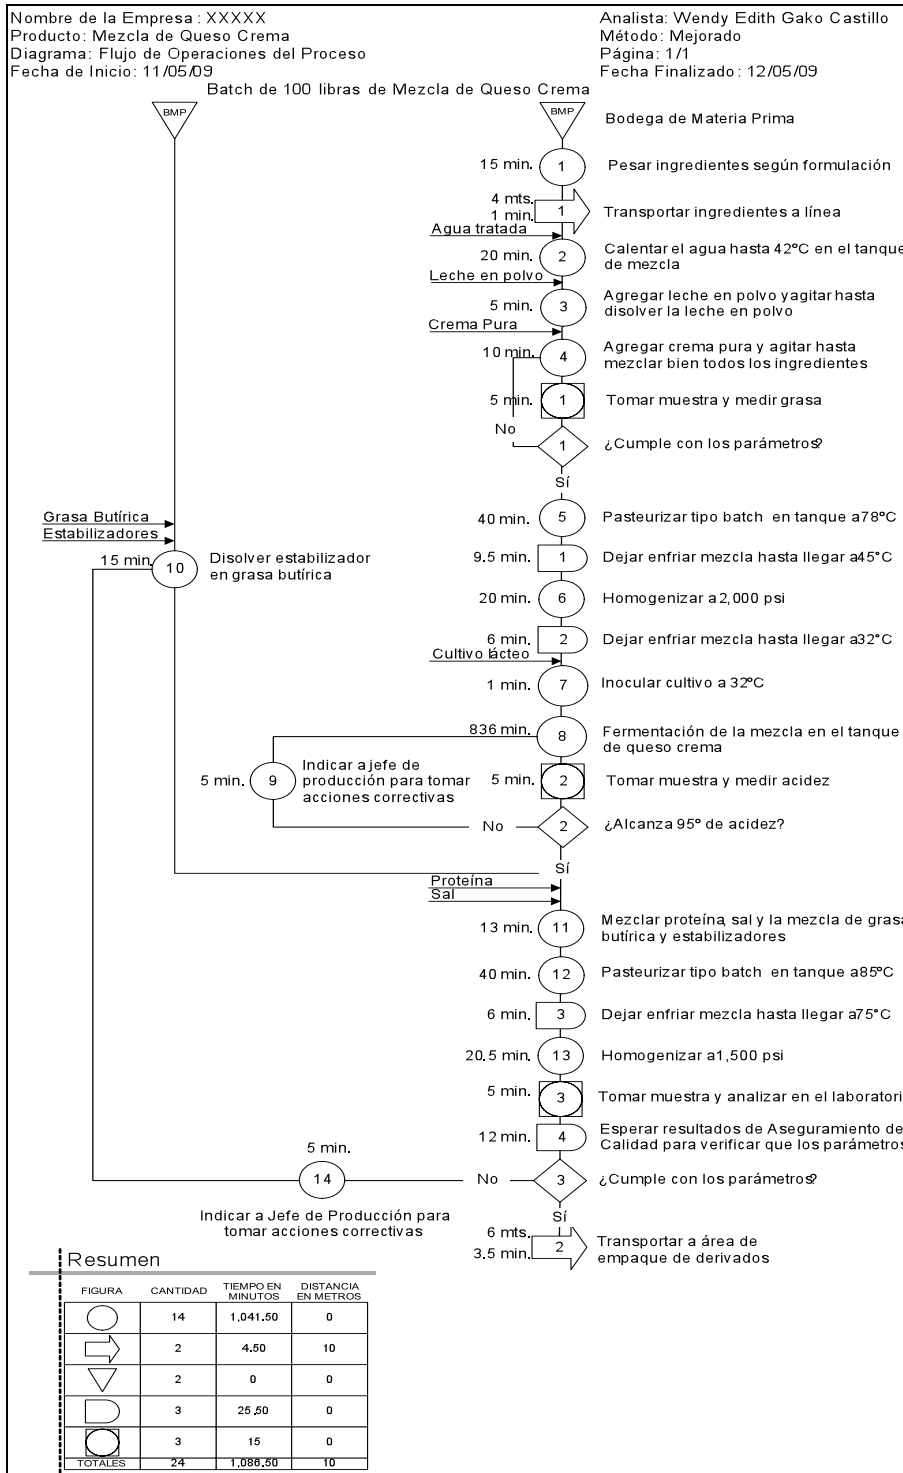 Nombre de la Empresa : XXXXX
Producto: Mezcla de Queso Crema
Diagrama: Flujo de Operaciones del Proceso
Fecha de Inicio: 11/05/09
Analista: Wendy Edith Gako Castillo
Método: Mejorado
Página: 1/1
Fecha Finalizado: 12/05/09
Batch de 100 libras de Mezcla de Queso Crema
BMP
BMP
Bodega de Materia Prima
15 min.
1
Pesar ingredientes según formulación
4 mts.
1 min.
1
Transportar ingredientes a línea
Agua tratada
20 min.
2
Calentar el agua hasta 42ºC en el tanque
de mezcla
Leche en polvo
5 min.
3
Agregar leche en polvo y agitar hasta
disolver la leche en polvo
Crema Pura
10 min.
4
Agregar crema pura y agitar hasta
mezclar bien todos los ingredientes
5 min.
1
Tomar muestra y medir grasa
No
1
¿Cumple con los parámetros?
Sí
Grasa Butírica
Estabilizadores
15 min.
10
Disolver estabilizador
en grasa butírica
40 min.
5
Pasteurizar tipo batch en tanque a 78ºC
9.5 min.
1
Dejar enfriar mezcla hasta llegar a 45°C
20 min.
6
Homogenizar a 2,000 psi
6 min.
2
Dejar enfriar mezcla hasta llegar a 32°C
Cultivo lácteo
1 min.
7
Inocular cultivo a 32ºC
836 min.
8
Fermentación de la mezcla en el tanque
de queso crema
5 min.
9
Indicar a jefe de
producción para tomar
acciones correctivas
5 min.
2
Tomar muestra y medir acidez
No
2
¿Alcanza 95° de acidez?
Sí
Proteína
Sal
13 min.
11
Mezclar proteína, sal y la mezcla de grasa
butírica y estabilizadores
40 min.
12
Pasteurizar tipo batch en tanque a 85ºC
6 min.
3
Dejar enfriar mezcla hasta llegar a 75°C
20.5 min.
13
Homogenizar a 1,500 psi
5 min.
3
Tomar muestra y analizar en el laboratori
12 min.
4
Esperar resultados de Aseguramiento de
Calidad para verificar que los parámetros
5 min.
14
No
3
¿Cumple con los parámetros?
Indicar a Jefe de Producción para
tomar acciones correctivas
Sí
6 mts.
3.5 min.
2
Transportar a área de
empaque de derivados
Resumen
FIGURA CANTIDAD TIEMPO EN MINUTOS DISTANCIA EN METROS
14 1,041.50 0
2 4.50 10
2 0 0
3 25.50 0
3 15 0
TOTALES 24 1,086.50 10